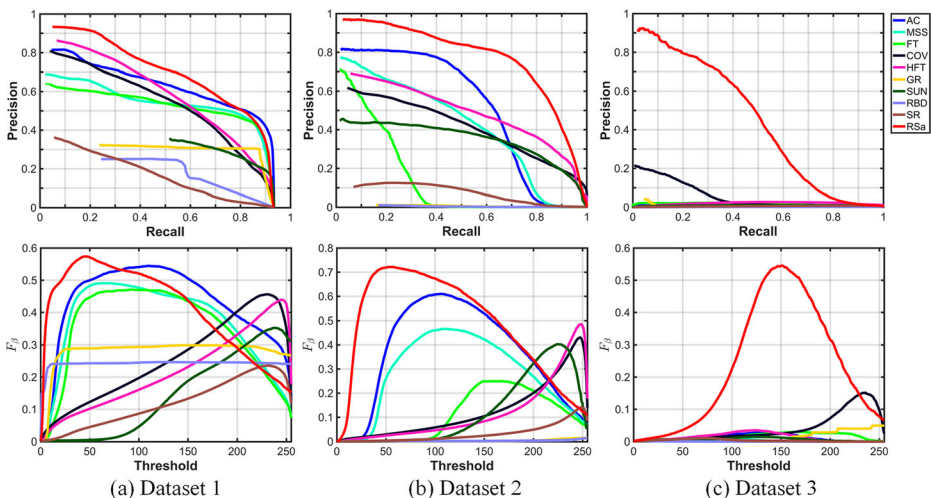 1
0.8
0.6
0.4
0.2
0
Precision
0 0.2 0.4 0.6 0.8 1
Recall
1
0.8
0.6
0.4
0.2
0
Precision
0 0.2 0.4 0.6 0.8 1
Recall
1
0.8
0.6
0.4
0.2
0
Precision
0 0.2 0.4 0.6 0.8 1
Recall
AC
MSS
FT
COV
HFT
GR
SUN
RBD
SR
RSa
0.6
0.5
0.4
0.3
0.2
0.1
0
Fβ
0 50 100 150 200 250
Threshold
0.8
0.7
0.6
0.5
0.4
0.3
0.2
0.1
0
Fβ
0 50 100 150 200 250
Threshold
0.6
0.5
0.4
0.3
0.2
0.1
0
Fβ
0 50 100 150 200 250
Threshold
(a) Dataset 1
(b) Dataset 2
(c) Dataset 3